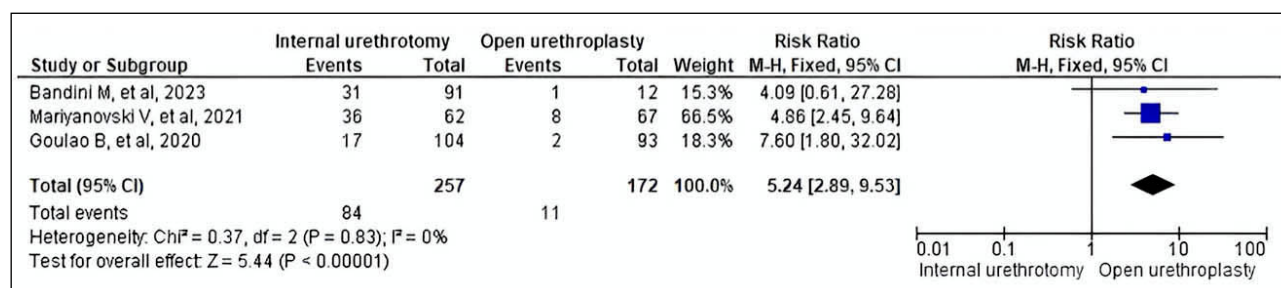 Internal urethrotomy Open urethroplasty Risk Ratio Risk Ratio
Study or Subgroup Events Total Events Total Weight M-H, Fixed, 95% CI M-H, Fixed, 95% CI
Bandini M, et al, 2023 31 91 1 12 15.3% 4.09 [0.61, 27.28]
Mariyanovski V, et al, 2021 36 62 8 67 66.5% 4.86 [2.45, 9.64]
Goulao B, et al, 2020 17 104 2 93 18.3% 7.60 [1.80, 32.02]
Total (95% CI) 257 172 100.0% 5.24 [2.89, 9.53]
Total events 84 11
Heterogeneity: Chi² = 0.37, df = 2 (P = 0.83); I² = 0%
Test for overall effect: Z = 5.44 (P < 0.00001)
0.01 0.1 1 10 100
Internal urethrotomy Open urethroplasty